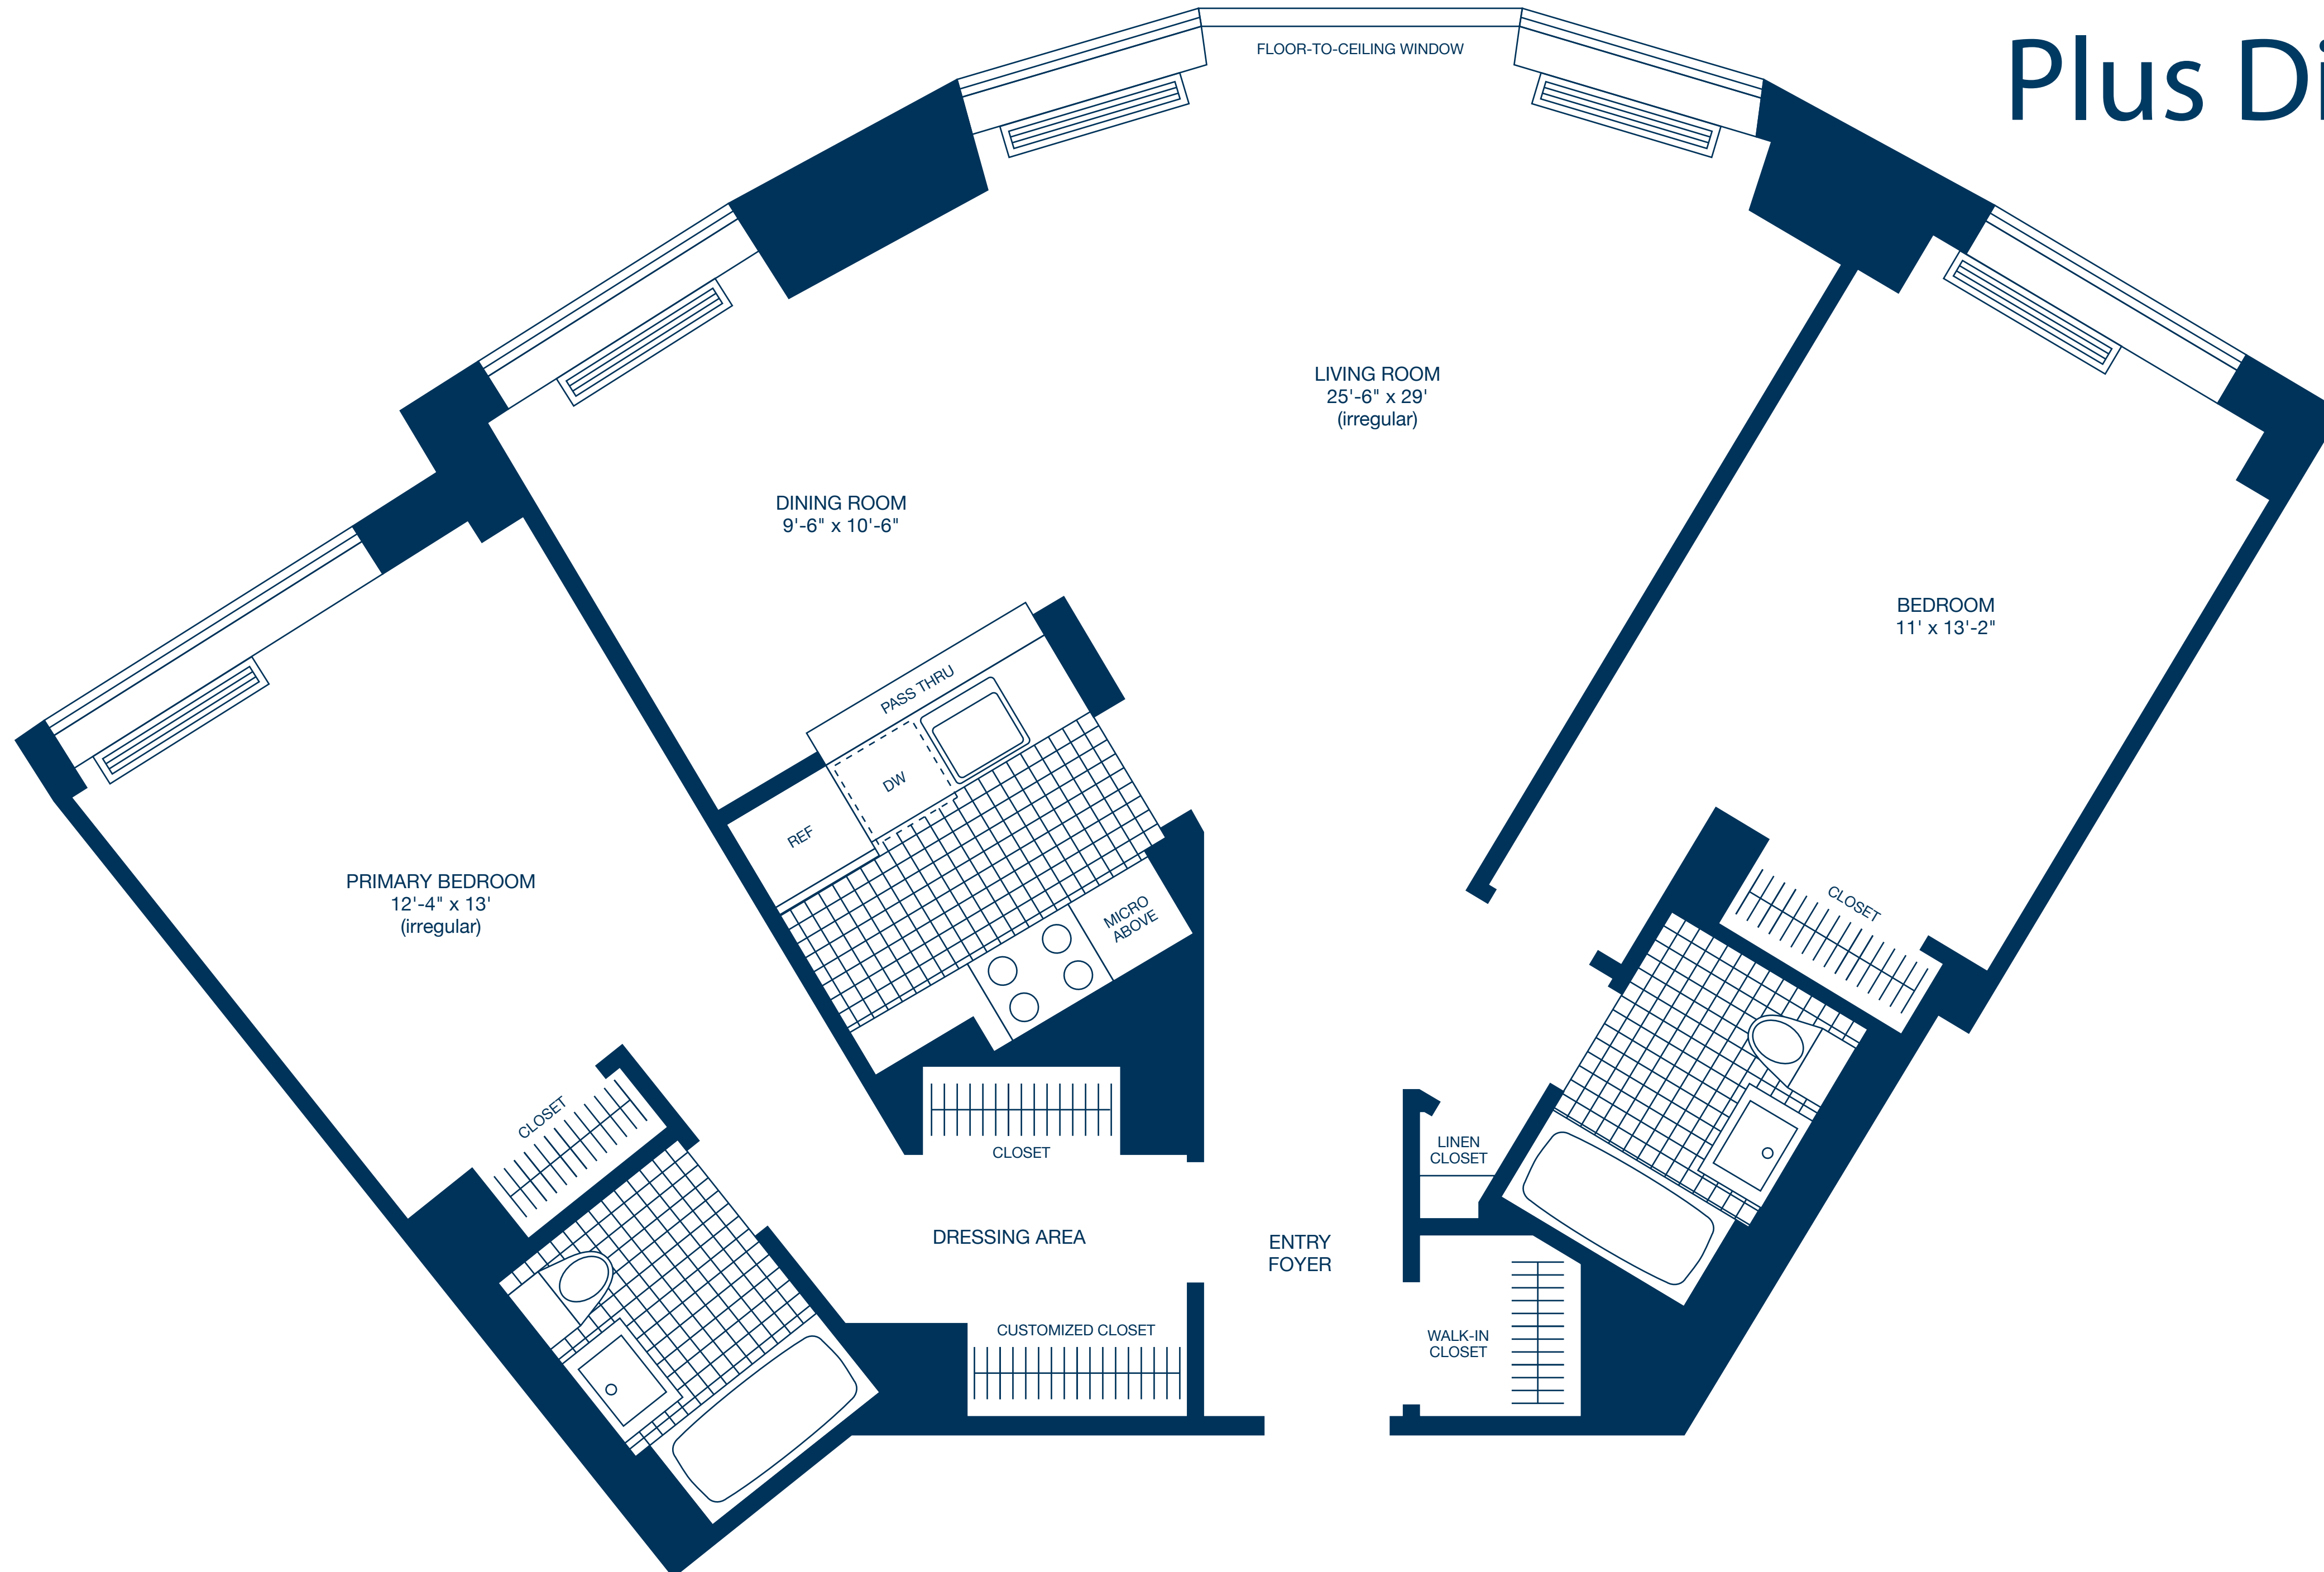 Plus Di
FLOOR-TO-CEILING WINDOW
LIVING ROOM
25'-6" x 29'
(irregular)
DINING ROOM
9'-6" x 10'-6"
BEDROOM
11' x 13'-2"
PASS THRU
DW
REF
MICRO
ABOVE
PRIMARY BEDROOM
12'-4" x 13'
(irregular)
CLOSET
CLOSET
CLOSET
LINEN
CLOSET
DRESSING AREA
ENTRY
FOYER
CUSTOMIZED CLOSET
WALK-IN
CLOSET